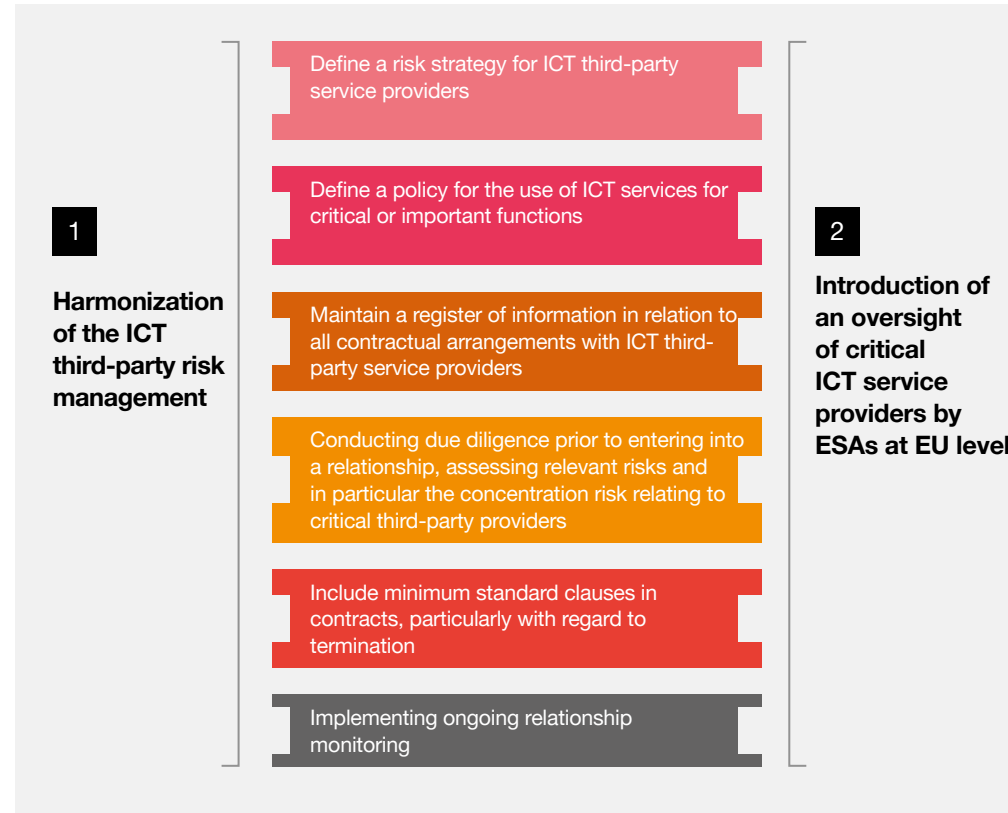 1
Harmonization
of the ICT
third-party risk
management
Define a risk strategy for ICT third-party
service providers
Define a policy for the use of ICT services for
critical or important functions
Maintain a register of information in relation to
all contractual arrangements with ICT third-
party service providers
Conducting due diligence prior to entering into
a relationship, assessing relevant risks and
in particular the concentration risk relating to
critical third-party providers
Include minimum standard clauses in
contracts, particularly with regard to
termination
Implementing ongoing relationship
monitoring
2
Introduction of
an oversight
of critical
ICT service
providers by
ESAs at EU level